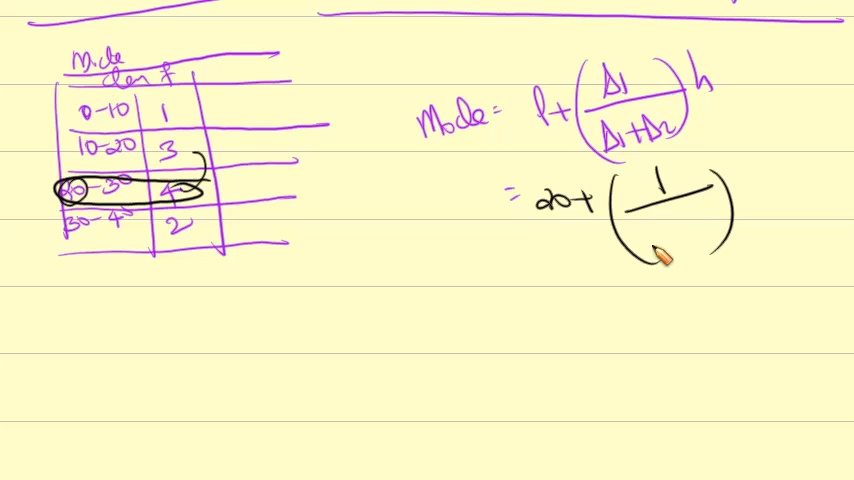 Mode
class f
0-10 1
10-20 3
20-30 4
30-40 2
Mode = l + (Δ1 / Δ1+Δ2) h
= 20 + ( 1 / )